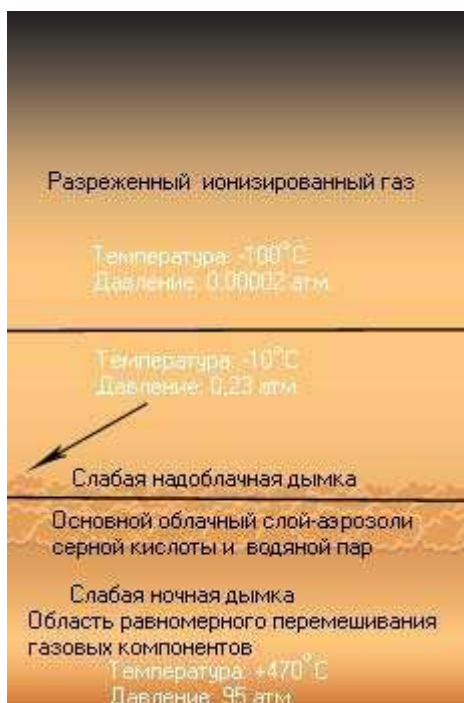 Разреженный ионизированный газ
Температура: -100°C
Давление: 0,00002 атм
Температура: -10°C
Давление: 0,23 атм
Слабая надоблачная дымка
Основной облачный слой-аэрозоли
серной кислоты и водяной пар
Слабая ночная дымка
Область равномерного перемешивания
газовых компонентов
Температура: +470°C
Давление: 95 атм